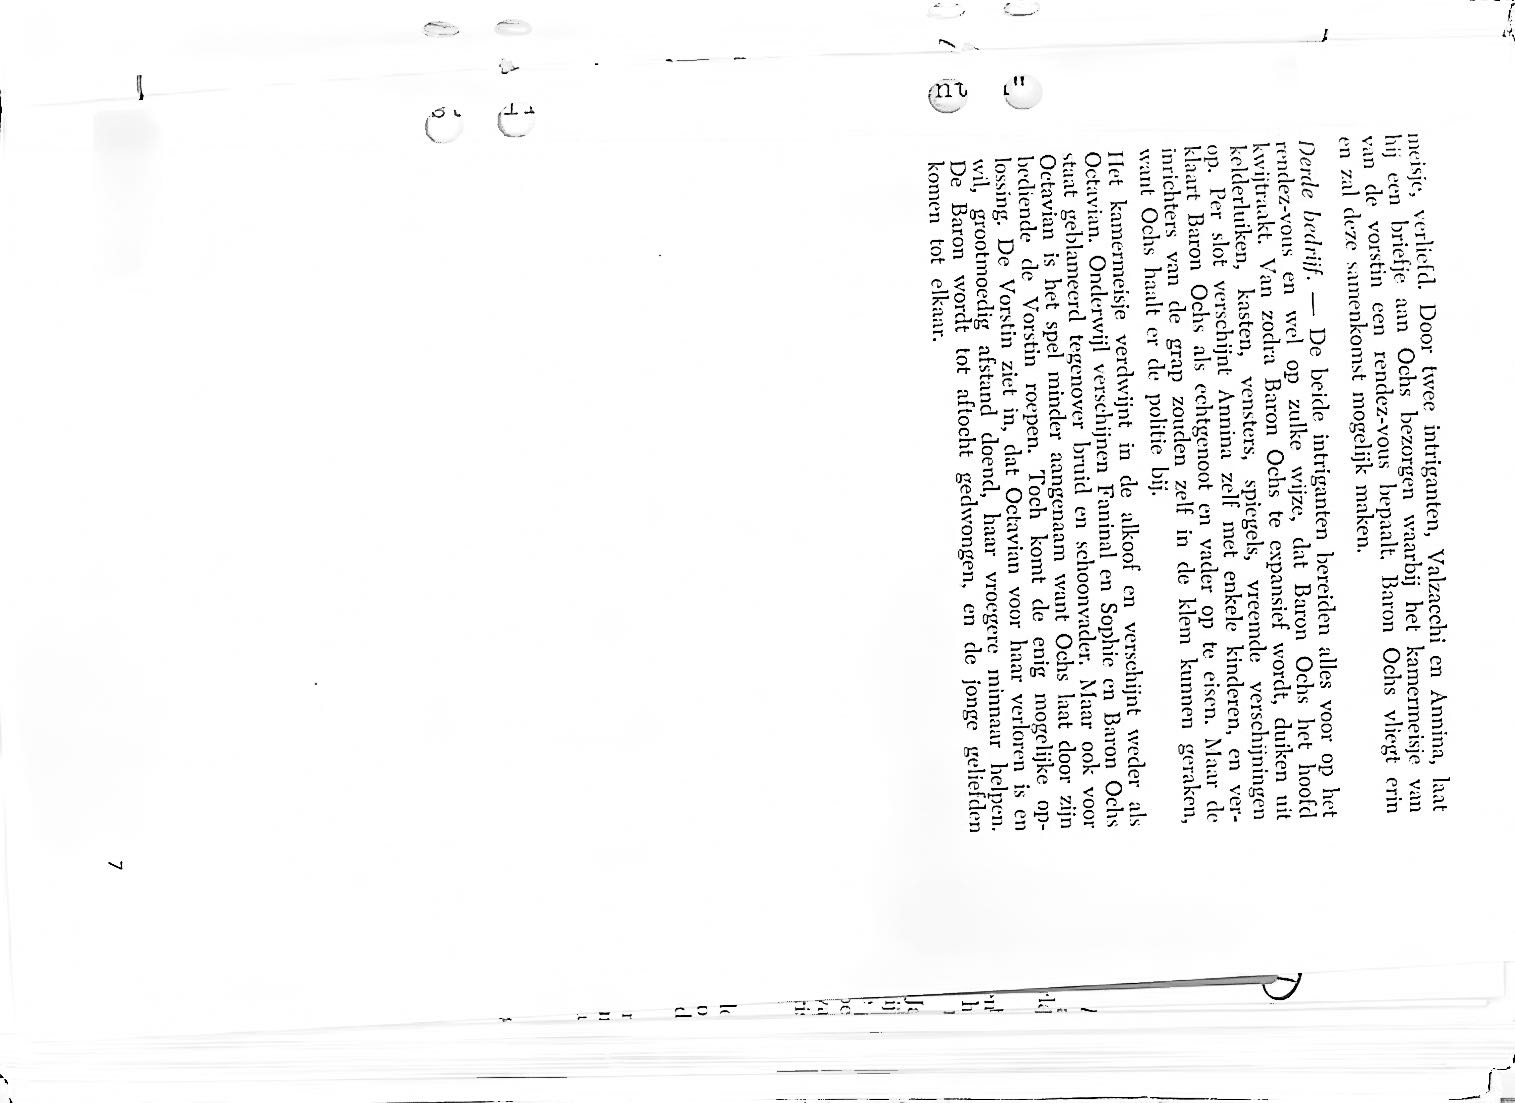 meisje, verliefd. Door twee intriganten, Valzacchi en Annina, laat
hij een briefje aan Ochs bezorgen waarbij het kamermeisje van
van de vorstin een rendez-vous bepaalt. Baron Ochs vliegt erin
en zal deze samenkomst mogelijk maken.
Derde bedrijf. — De beide intriganten bereiden alles voor op het
rendez-vous en wel op zulke wijze, dat Baron Ochs het hoofd
kwijtraakt. Van zodra Baron Ochs te expansief wordt, duiken uit
kelderluiken, kasten, vensters, spiegels, vreemde verschijningen
op. Per slot verschijnt Annina zelf met enkele kinderen, en ver-
klaart Baron Ochs als echtgenoot en vader op te eisen. Maar de
inrichters van de grap zouden zelf in de klem kunnen geraken,
want Ochs haalt er de politie bij.
Het kamermeisje verdwijnt in de alkoof en verschijnt weder als
Octavian. Onderwijl verschijnen Faninal en Sophie en Baron Ochs
staat geblameerd tegenover bruid en schoonvader. Maar ook voor
Octavian is het spel minder aangenaam want Ochs laat door zijn
bediende de Vorstin roepen. Toch komt de enig mogelijke op-
lossing. De Vorstin ziet in, dat Octavian voor haar verloren is en
wil, grootmoedig afstand doend, haar vroegere minnaar helpen.
De Baron wordt tot aftocht gedwongen, en de jonge geliefden
komen tot elkaar.
7